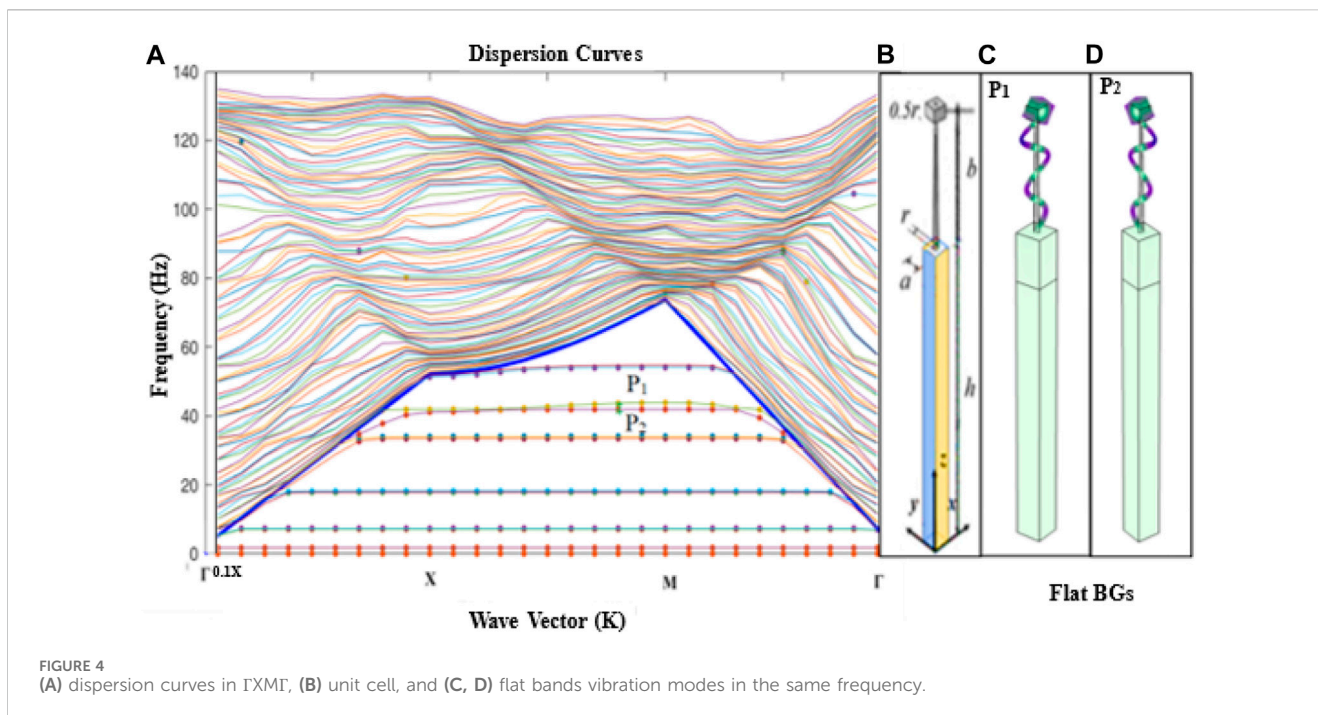 A
Dispersion Curves
B
C
D
140
120
100
80
60
40
20
0
Frequency (Hz)
P1
P2
Γ 0.1X
X
M
Γ
Wave Vector (K)
0.5r
b
r
a
h
y
x
P1
P2
Flat BGs
FIGURE 4
(A) dispersion curves in ΓXMΓ, (B) unit cell, and (C, D) flat bands vibration modes in the same frequency.